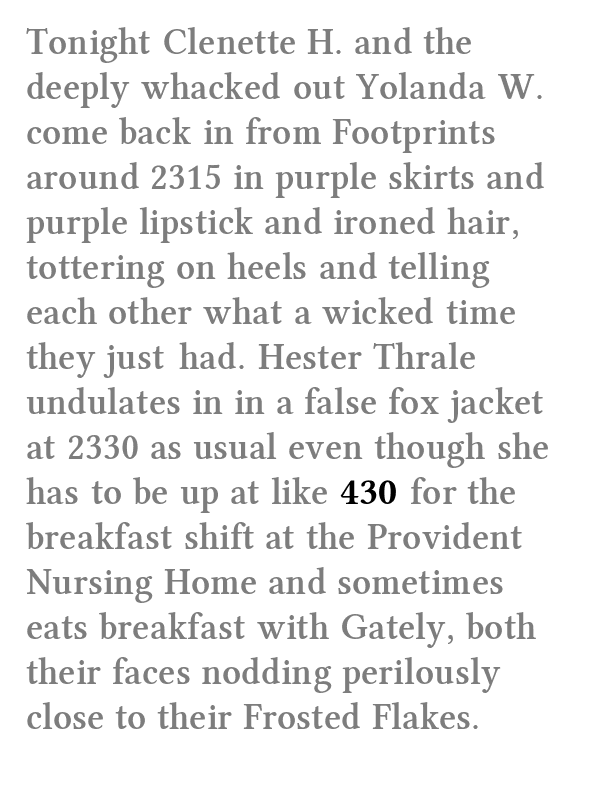 Tonight Clenette H. and the
deeply whacked out Yolanda W.
come back in from Footprints
around 2315 in purple skirts and
purple lipstick and ironed hair,
tottering on heels and telling
each other what a wicked time
they just had. Hester Thrale
undulates in in a false fox jacket
at 2330 as usual even though she
has to be up at like 430 for the
breakfast shift at the Provident
Nursing Home and sometimes
eats breakfast with Gately, both
their faces nodding perilously
close to their Frosted Flakes.